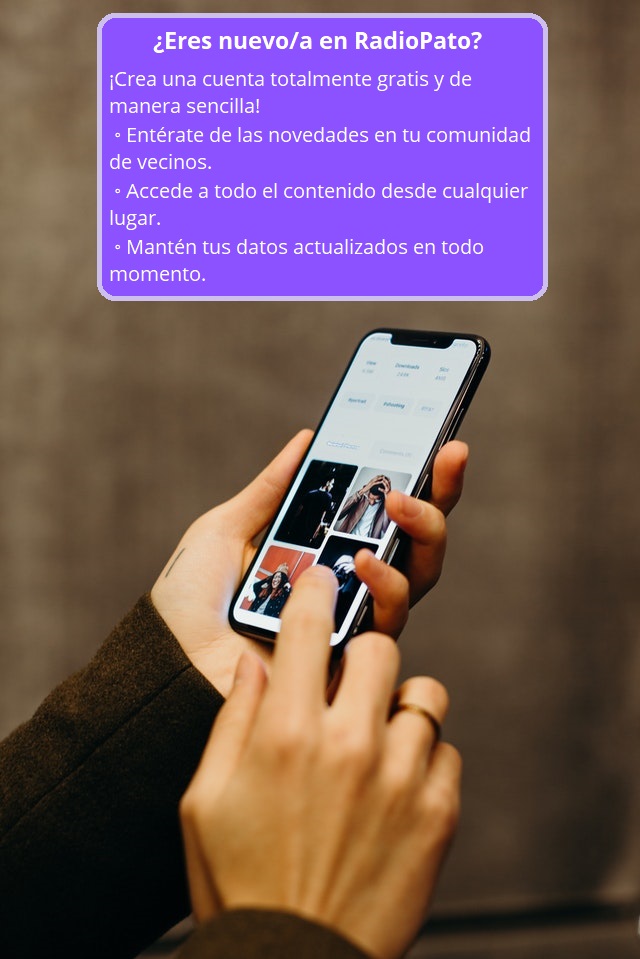 ¿Eres nuevo/a en RadioPato?
¡Crea una cuenta totalmente gratis y de
manera sencilla!
◦ Entérate de las novedades en tu comunidad
de vecinos.
◦ Accede a todo el contenido desde cualquier
lugar.
◦ Mantén tus datos actualizados en todo
momento.
Downloads